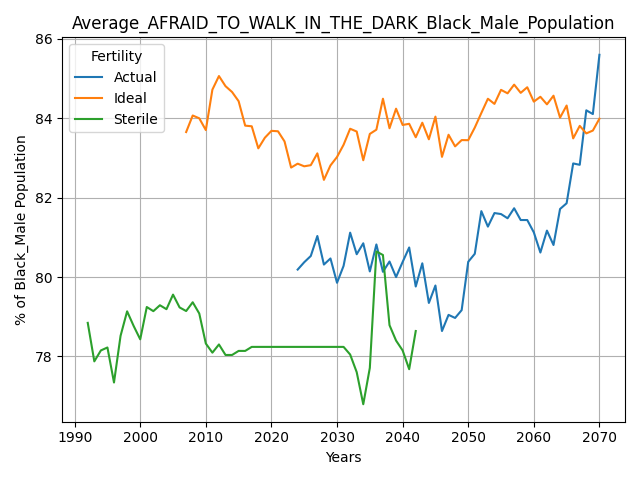 Average_AFRAID_TO_WALK_IN_THE_DARK_Black_Male_Population
86
84
82
80
78
% of Black_Male Population
Fertility
Actual
Ideal
Sterile
1990 2000 2010 2020 2030 2040 2050 2060 2070
Years